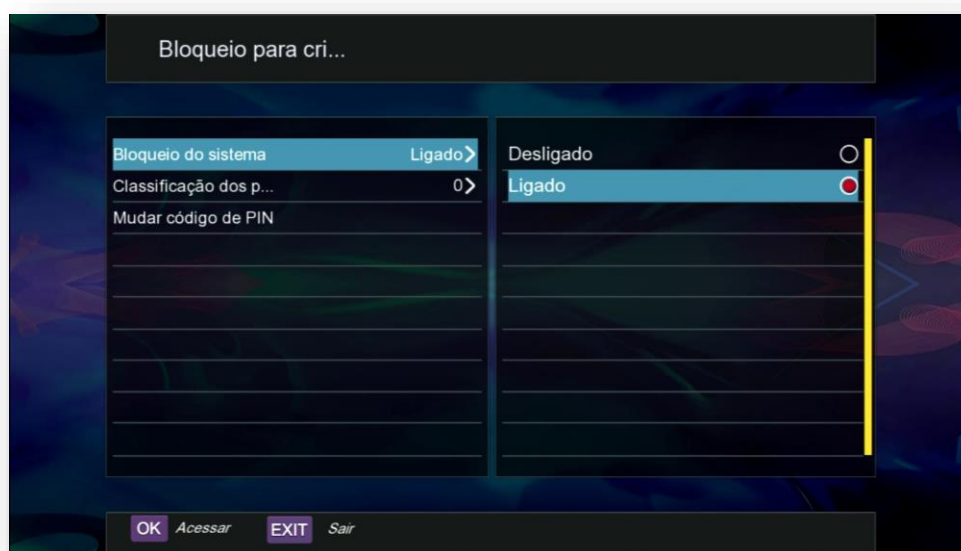 Bloqueio para cri...
Bloqueio do sistema Ligado
Classificação dos p... 0
Mudar código de PIN
Desligado
Ligado
OK Acessar EXIT Sair